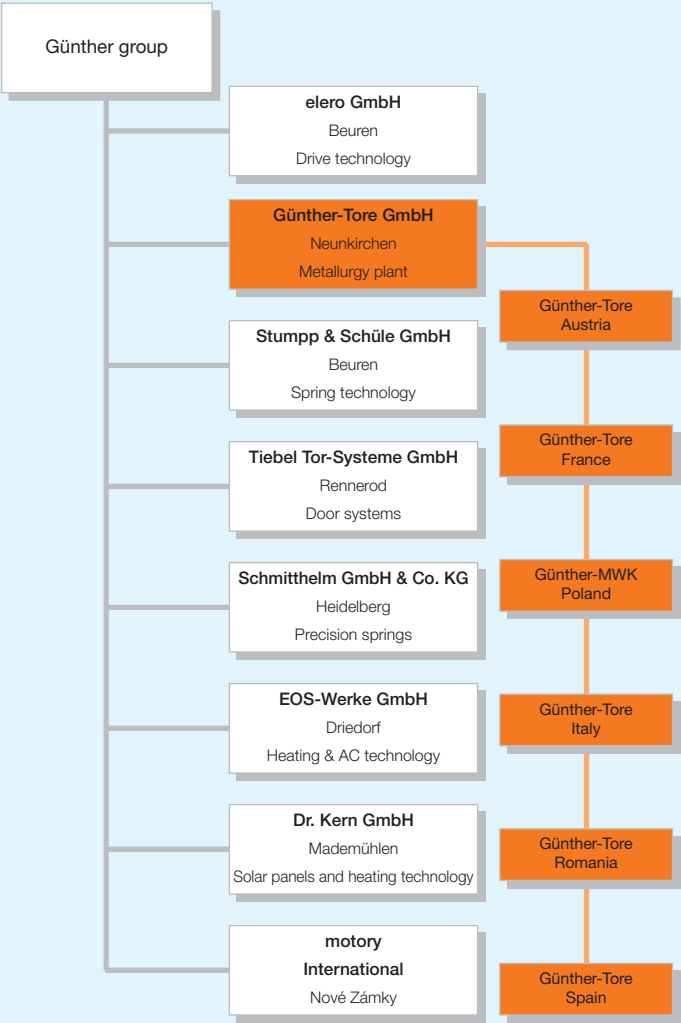 Günther group
elero GmbH
Beuren
Drive technology
Günther-Tore GmbH
Neunkirchen
Metallurgy plant
Stumpp & Schüle GmbH
Beuren
Spring technology
Tiebel Tor-Systeme GmbH
Rennerod
Door systems
Schmitthelm GmbH & Co. KG
Heidelberg
Precision springs
EOS-Werke GmbH
Driedorf
Heating & AC technology
Dr. Kern GmbH
Mademühlen
Solar panels and heating technology
motory
International
Nové Zámky
Günther-Tore
Austria
Günther-Tore
France
Günther-MWK
Poland
Günther-Tore
Italy
Günther-Tore
Romania
Günther-Tore
Spain